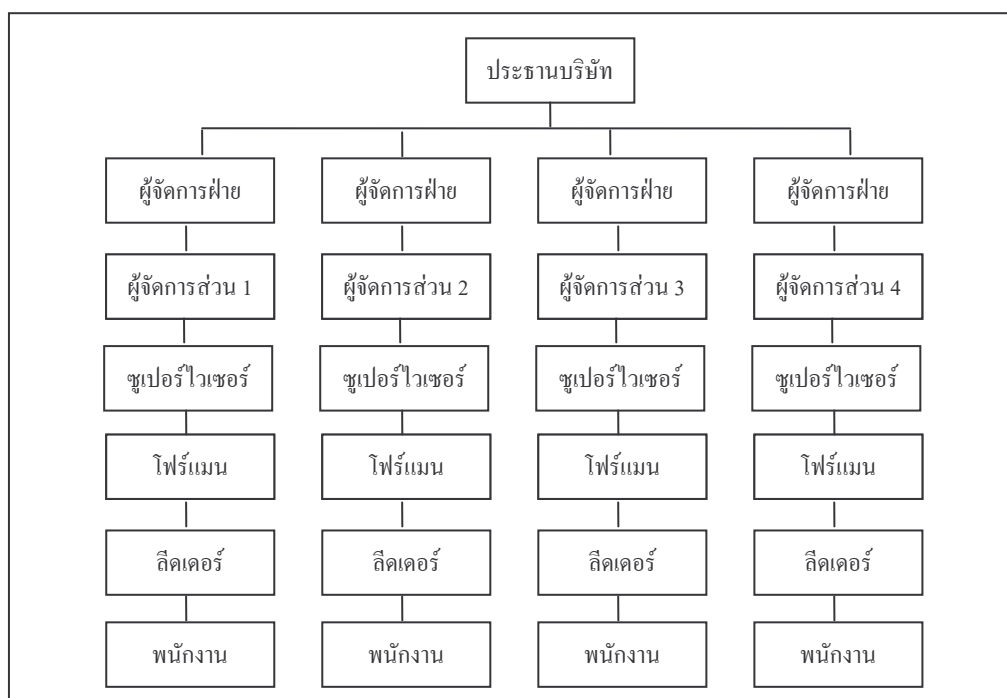 ประธานบริษัท
ผู้จัดการฝ่าย ผู้จัดการฝ่าย ผู้จัดการฝ่าย ผู้จัดการฝ่าย
ผู้จัดการส่วน 1 ผู้จัดการส่วน 2 ผู้จัดการส่วน 3 ผู้จัดการส่วน 4
ซูเปอร์ไวเซอร์ ซูเปอร์ไวเซอร์ ซูเปอร์ไวเซอร์ ซูเปอร์ไวเซอร์
โฟร์แมน โฟร์แมน โฟร์แมน โฟร์แมน
ลีดเดอร์ ลีดเดอร์ ลีดเดอร์ ลีดเดอร์
พนักงาน พนักงาน พนักงาน พนักงาน